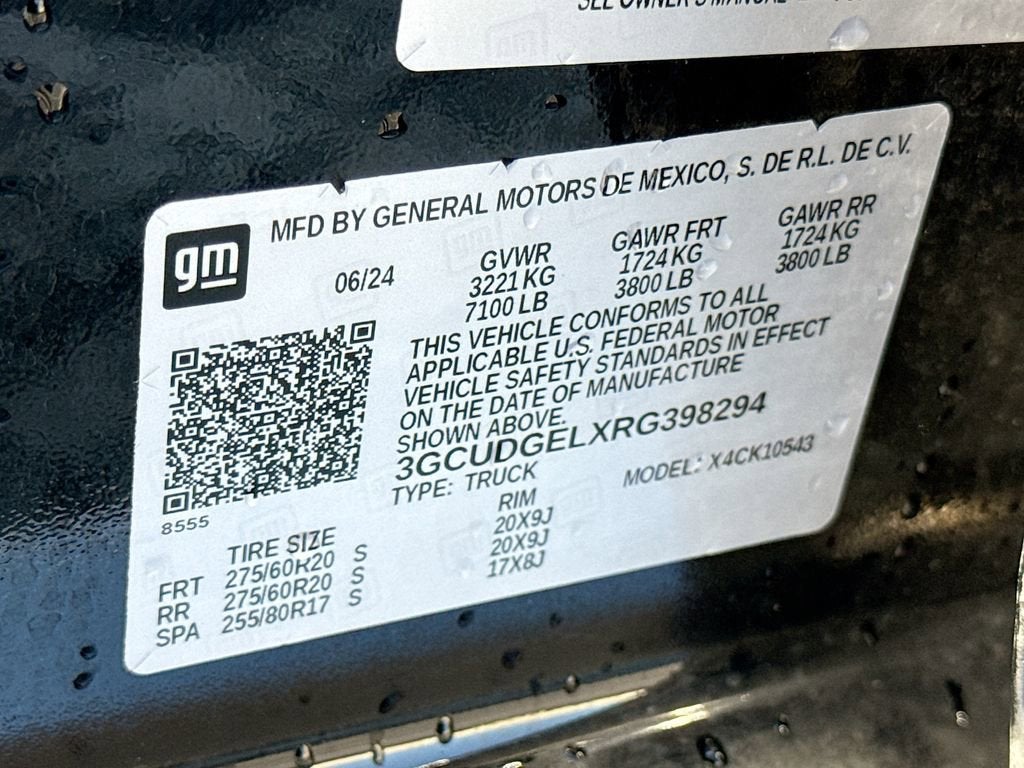 SEE OWNER'S MANUAL
MFD BY GENERAL MOTORS DE MEXICO, S. DE R.L. DE C.V.
gm
06/24
GVWR GAWR FRT GAWR RR
3221 KG 1724 KG 1724 KG
7100 LB 3800 LB 3800 LB
THIS VEHICLE CONFORMS TO ALL
APPLICABLE U.S. FEDERAL MOTOR
VEHICLE SAFETY STANDARDS IN EFFECT
ON THE DATE OF MANUFACTURE
SHOWN ABOVE.
3GCUDGELXRG398294
TYPE: TRUCK MODEL: X4CK10543
8555
TIRE SIZE RIM
FRT 275/60R20 S 20X9J
RR 275/60R20 S 20X9J
SPA 255/80R17 S 17X8J